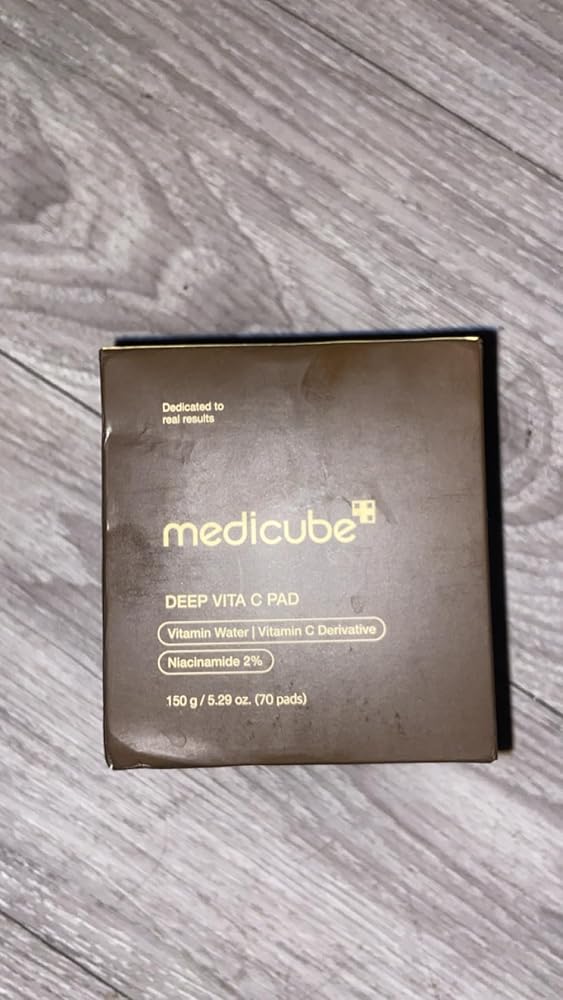 Dedicated to
real results
medicube
DEEP VITA C PAD
Vitamin Water | Vitamin C Derivative
Niacinamide 2%
150 g / 5.29 oz. (70 pads)